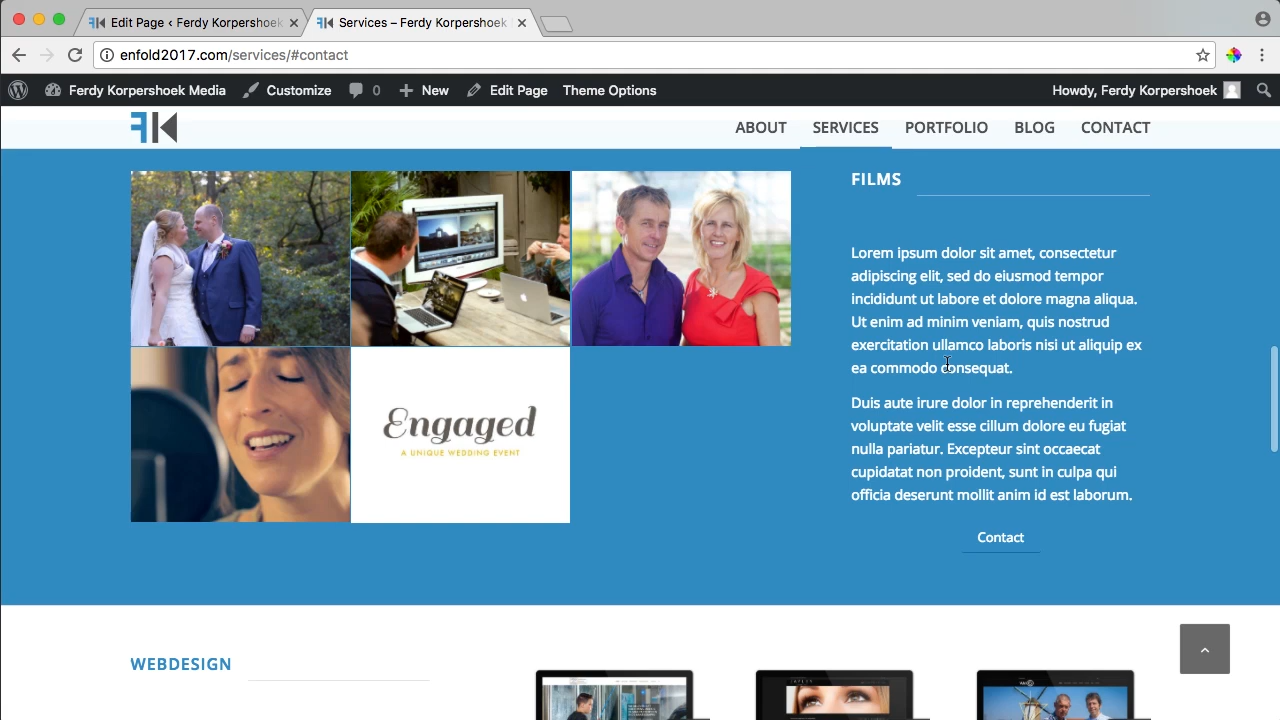 Edit Page ‹ Ferdy Korpershoek
Services – Ferdy Korpershoek
enfold2017.com/services/#contact
Ferdy Korpershoek Media
Customize
0
New
Edit Page
Theme Options
Howdy, Ferdy Korpershoek
FK
ABOUT
SERVICES
PORTFOLIO
BLOG
CONTACT
FILMS
Lorem ipsum dolor sit amet, consectetur
adipiscing elit, sed do eiusmod tempor
incididunt ut labore et dolore magna aliqua.
Ut enim ad minim veniam, quis nostrud
exercitation ullamco laboris nisi ut aliquip ex
ea commodo consequat.
Duis aute irure dolor in reprehenderit in
voluptate velit esse cillum dolore eu fugiat
nulla pariatur. Excepteur sint occaecat
cupidatat non proident, sunt in culpa qui
officia deserunt mollit anim id est laborum.
Contact
Engaged
A UNIQUE WEDDING EVENT
WEBDESIGN